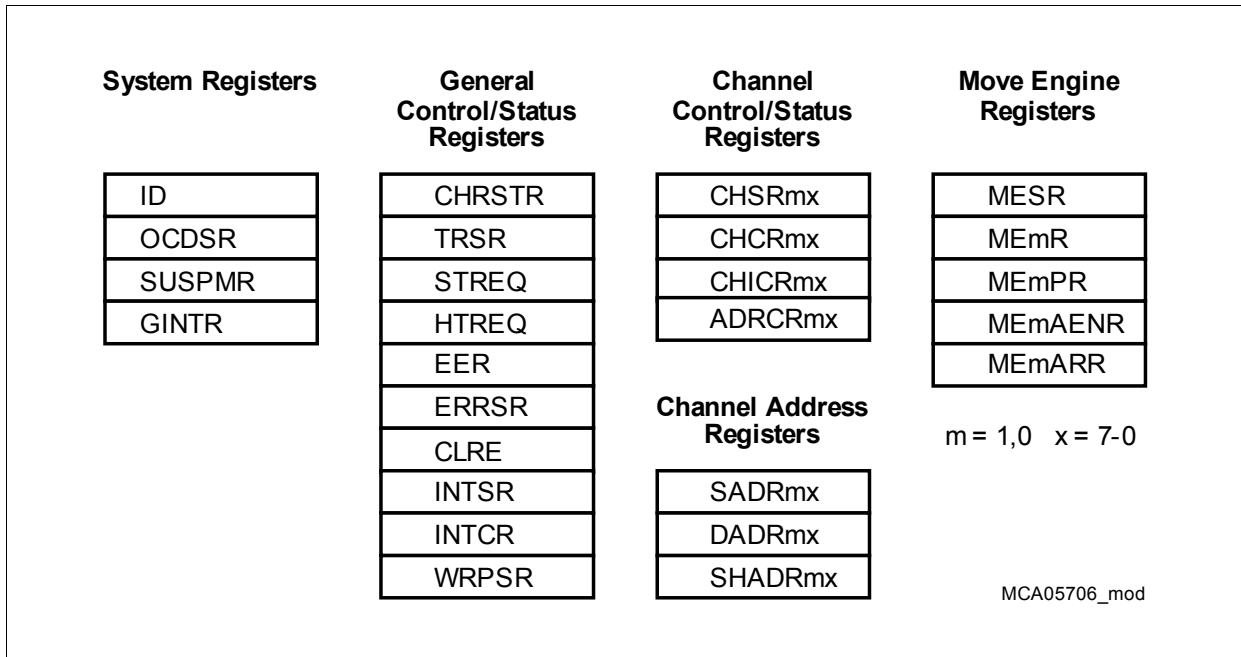 System Registers
ID
OCDSR
SUSPMR
GINTR
General
Control/Status
Registers
CHRSTR
TRSR
STREQ
HTREQ
EER
ERRSR
CLRE
INTSR
INTCR
WRPSR
Channel
Control/Status
Registers
CHSRmx
CHCRmx
CHICRmx
ADRCRmx
Channel Address
Registers
SADRmx
DADRmx
SHADRmx
Move Engine
Registers
MESR
MEmR
MEmPR
MEmAENR
MEmARR
m = 1,0 x = 7-0
MCA05706_mod